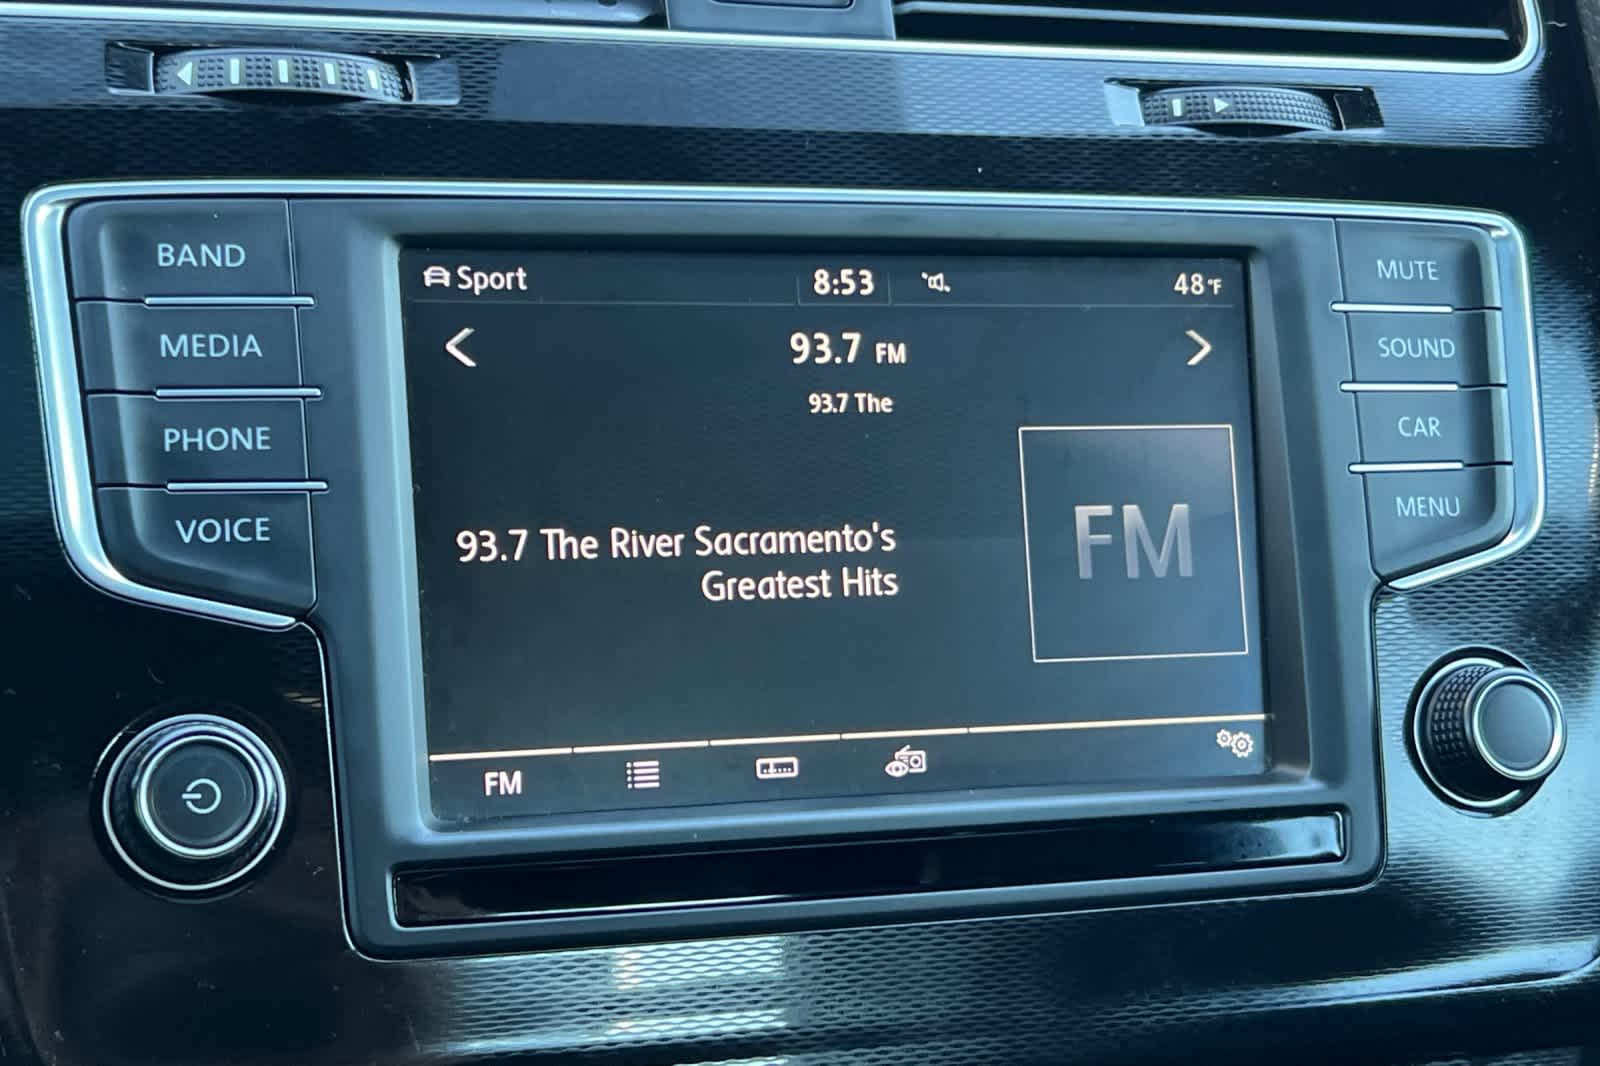 BAND
MEDIA
PHONE
VOICE
Sport
8:53
48°F
93.7 FM
93.7 The
93.7 The River Sacramento's
Greatest Hits
FM
FM
MUTE
SOUND
CAR
MENU